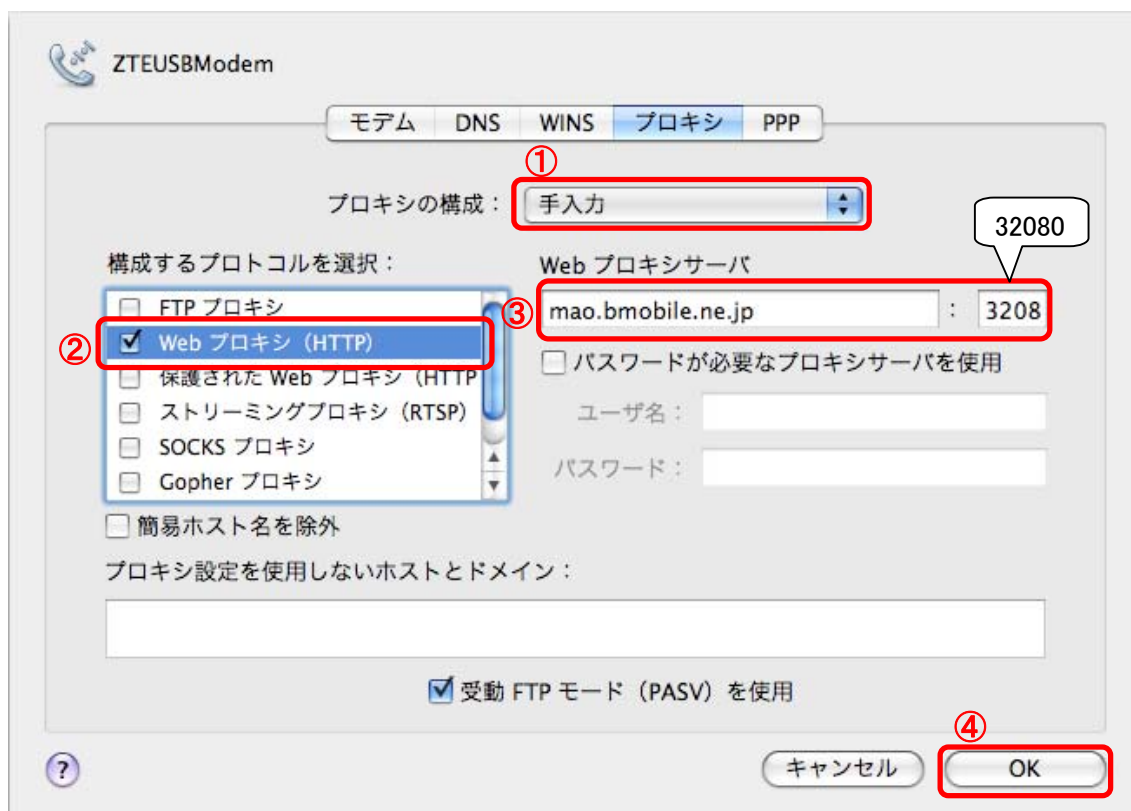 ZTEUSBModem
モデム DNS WINS プロキシ PPP
①
プロキシの構成： 手入力
32080
構成するプロトコルを選択：
Web プロキシサーバ
FTP プロキシ
③ mao.bmobile.ne.jp : 3208
② Web プロキシ（HTTP）
パスワードが必要なプロキシサーバを使用
保護された Web プロキシ（HTTP
ストリーミングプロキシ（RTSP）
ユーザ名：
SOCKS プロキシ
パスワード：
Gopher プロキシ
簡易ホスト名を除外
プロキシ設定を使用しないホストとドメイン：
受動 FTP モード（PASV）を使用
④
? キャンセル OK